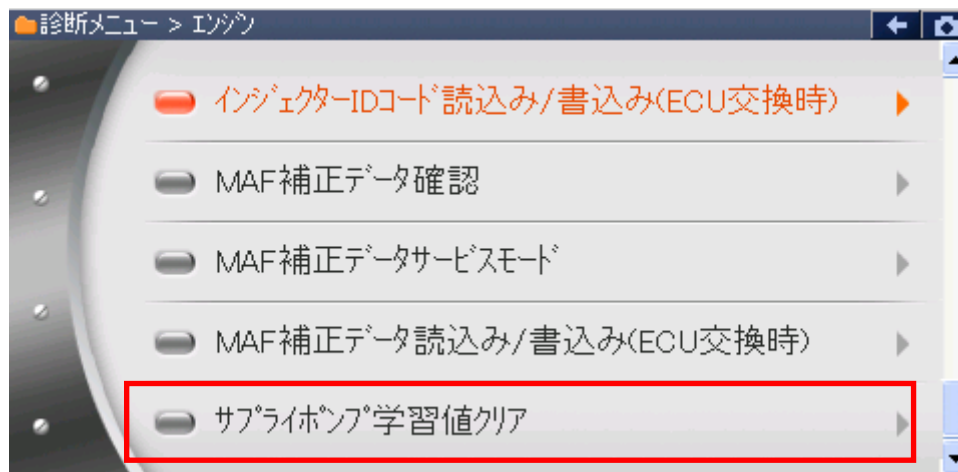 診断メニュー > エンジン
インジェクターIDコード読込み/書込み(ECU交換時)
MAF補正データ確認
MAF補正データサービスモード
MAF補正データ読込み/書込み(ECU交換時)
サプライポンプ学習値クリア